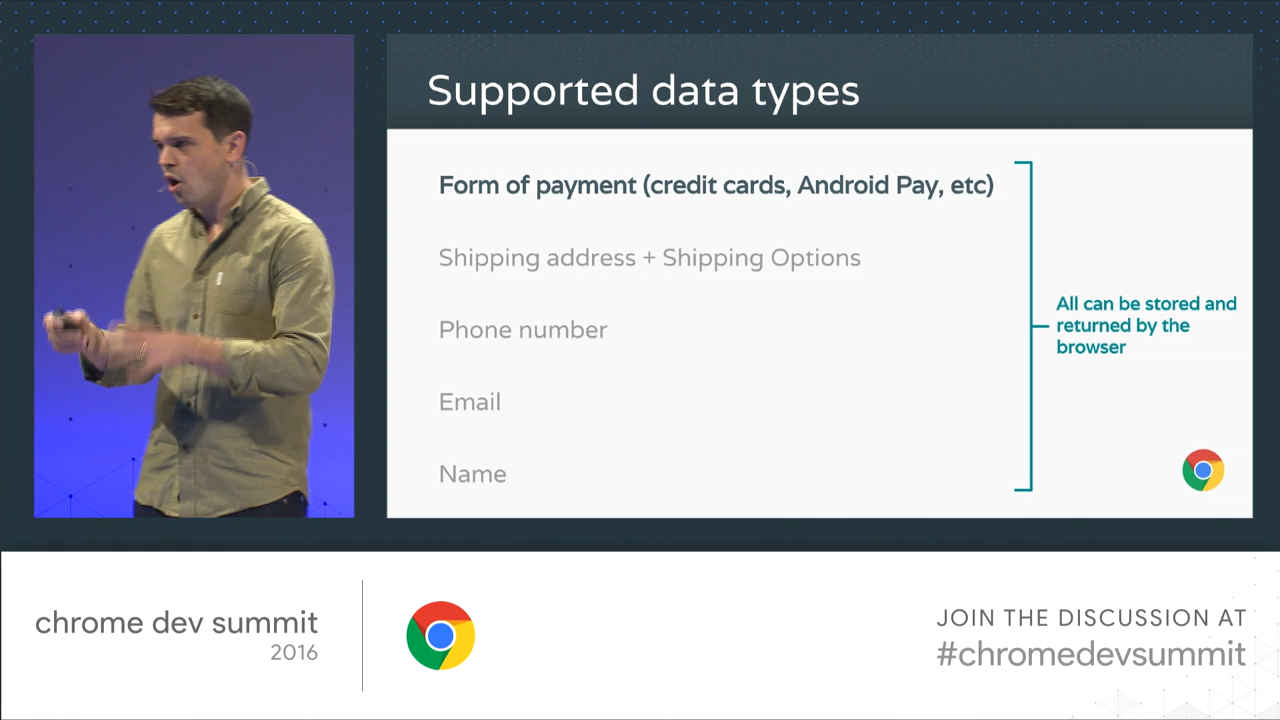 Supported data types
Form of payment (credit cards, Android Pay, etc)
Shipping address + Shipping Options
Phone number
Email
Name
All can be stored and
returned by the
browser
chrome dev summit
2016
JOIN THE DISCUSSION AT
#chromedevsummit